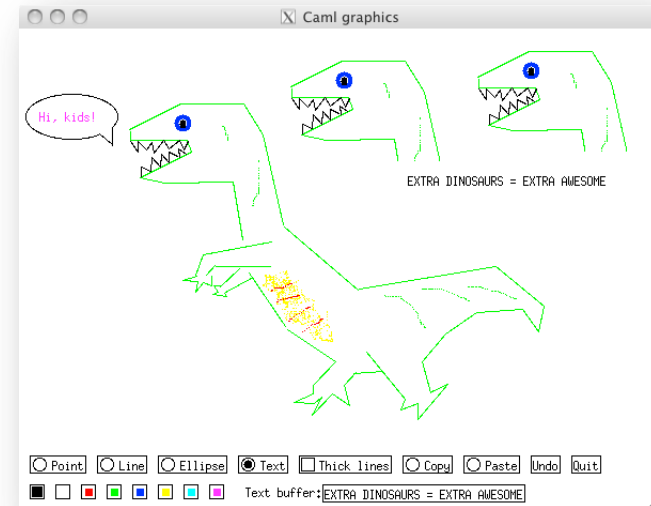 Caml graphics
Hi, kids!
EXTRA DINOSAURS = EXTRA AWESOME
Point Line Ellipse Text Thick lines Copy Paste Undo Quit
Text buffer: EXTRA DINOSAURS = EXTRA AWESOME